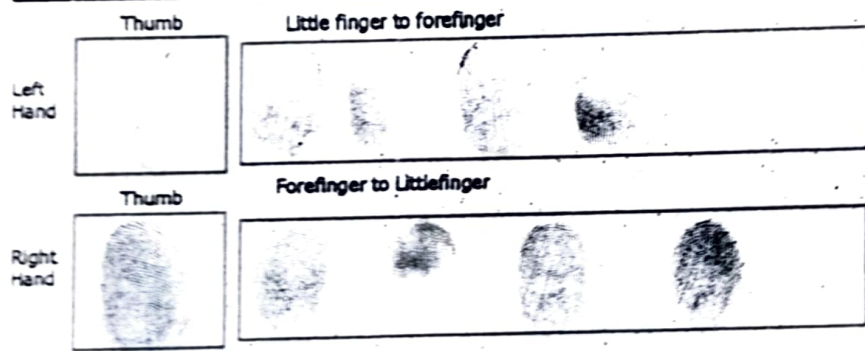 Thumb Little finger to forefinger
Left
Hand
Thumb Forefinger to Littlefinger
Right
Hand